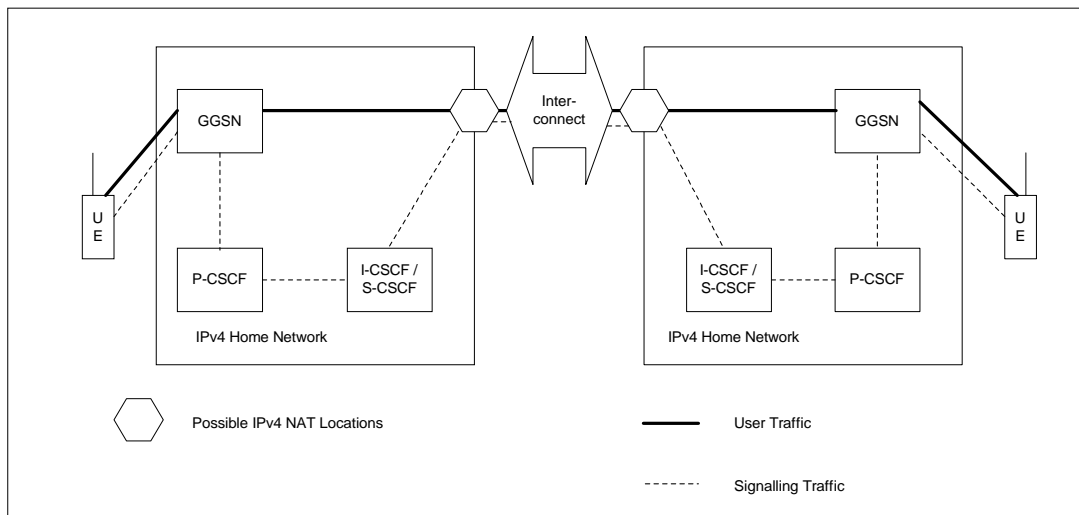 GGSN
Inter-
connect
GGSN
U
E
U
E
P-CSCF
I-CSCF /
S-CSCF
I-CSCF /
S-CSCF
P-CSCF
IPv4 Home Network
IPv4 Home Network
Possible IPv4 NAT Locations
User Traffic
Signalling Traffic